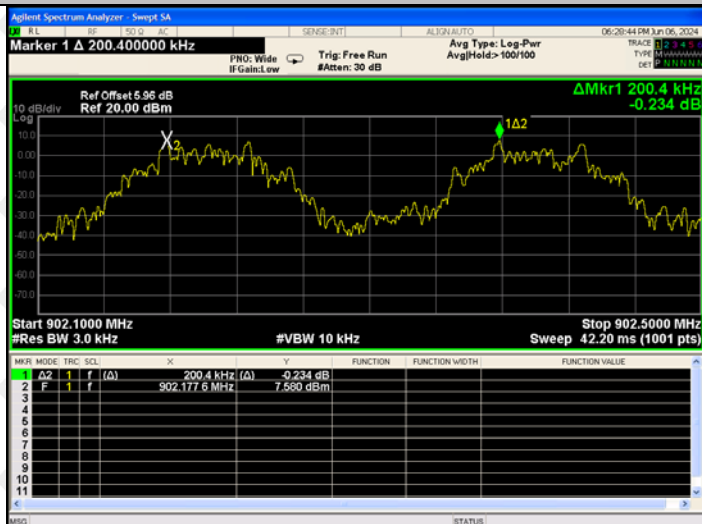 Agilent Spectrum Analyzer - Swept SA
RL RF 50 Ω AC SENSE:INT ALIGNAUTO 06:28:44 PM Jun 06, 2024
Marker 1 Δ 200.400000 kHz
PNO: Wide Trig: Free Run Avg Type: Log-Pwr TRACE 1 2 3 4 5 6
IFGain:Low #Atten: 30 dB Avg|Hold:> 100/100 TYPE M
DET P N N N N N
Ref Offset 5.96 dB ΔMkr1 200.4 kHz
10 dB/div Ref 20.00 dBm -0.234 dB
Log
10.0
0.00
-10.0
-20.0
-30.0
-40.0
-50.0
-60.0
-70.0
X2
1Δ2
Start 902.1000 MHz Stop 902.5000 MHz
#Res BW 3.0 kHz #VBW 10 kHz Sweep 42.20 ms (1001 pts)
MKR MODE TRC SCL X Y FUNCTION FUNCTION WIDTH FUNCTION VALUE
1 Δ2 1 f (Δ) 200.4 kHz (Δ) -0.234 dB
2 F 1 f 902.177 6 MHz 7.580 dBm
3
4
5
6
7
8
9
10
11
MSG STATUS